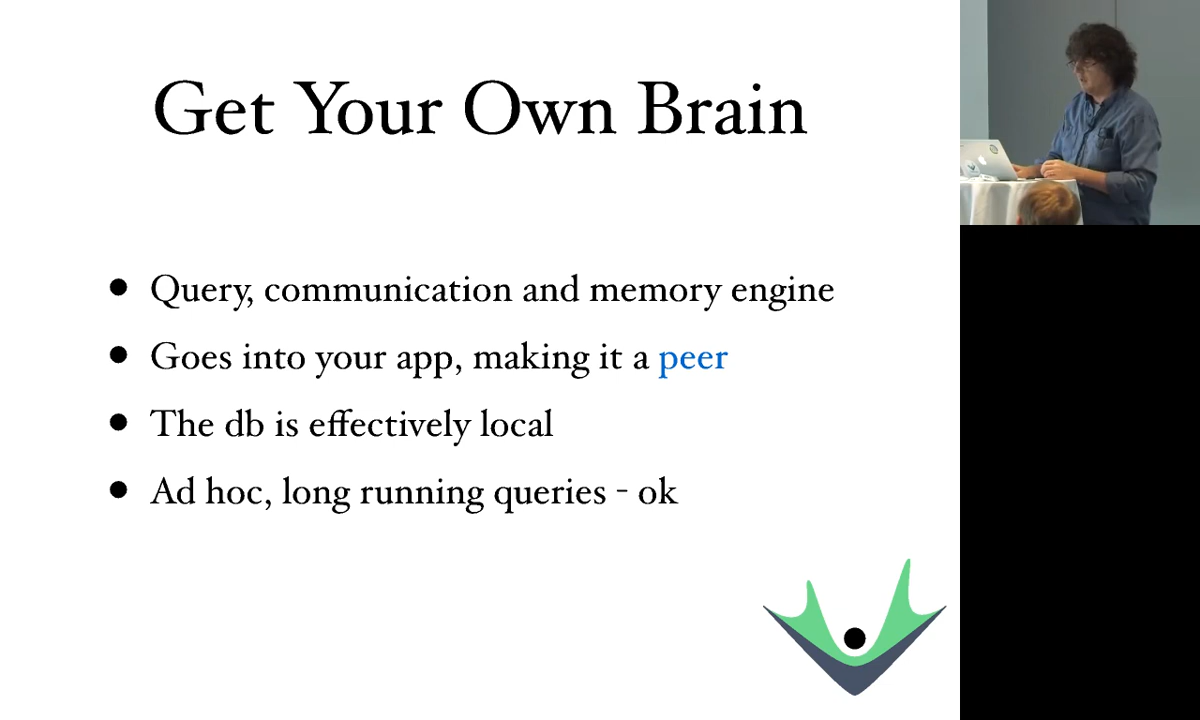 Get Your Own Brain
• Query, communication and memory engine
• Goes into your app, making it a peer
• The db is effectively local
• Ad hoc, long running queries - ok